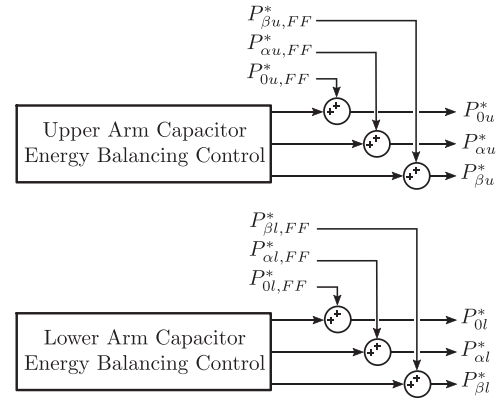 P*βu,FF
P*αu,FF
P*0u,FF
Upper Arm Capacitor
Energy Balancing Control
+
+
+
+
+
+
P*0u
P*αu
P*βu
P*βl,FF
P*αl,FF
P*0l,FF
Lower Arm Capacitor
Energy Balancing Control
+
+
+
+
+
+
P*0l
P*αl
P*βl